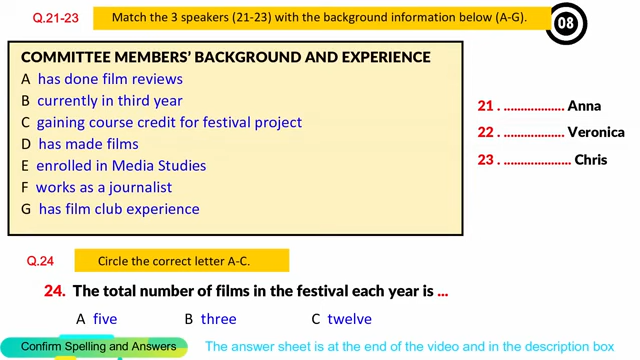 Q.21-23
Match the 3 speakers (21-23) with the background information below (A-G).
08
COMMITTEE MEMBERS' BACKGROUND AND EXPERIENCE
A has done film reviews
B currently in third year
C gaining course credit for festival project
D has made films
E enrolled in Media Studies
F works as a journalist
G has film club experience
21 . .................. Anna
22 . .................. Veronica
23 . .................... Chris
Q.24
Circle the correct letter A-C.
24. The total number of films in the festival each year is ...
A five B three C twelve
Confirm Spelling and Answers
The answer sheet is at the end of the video and in the description box